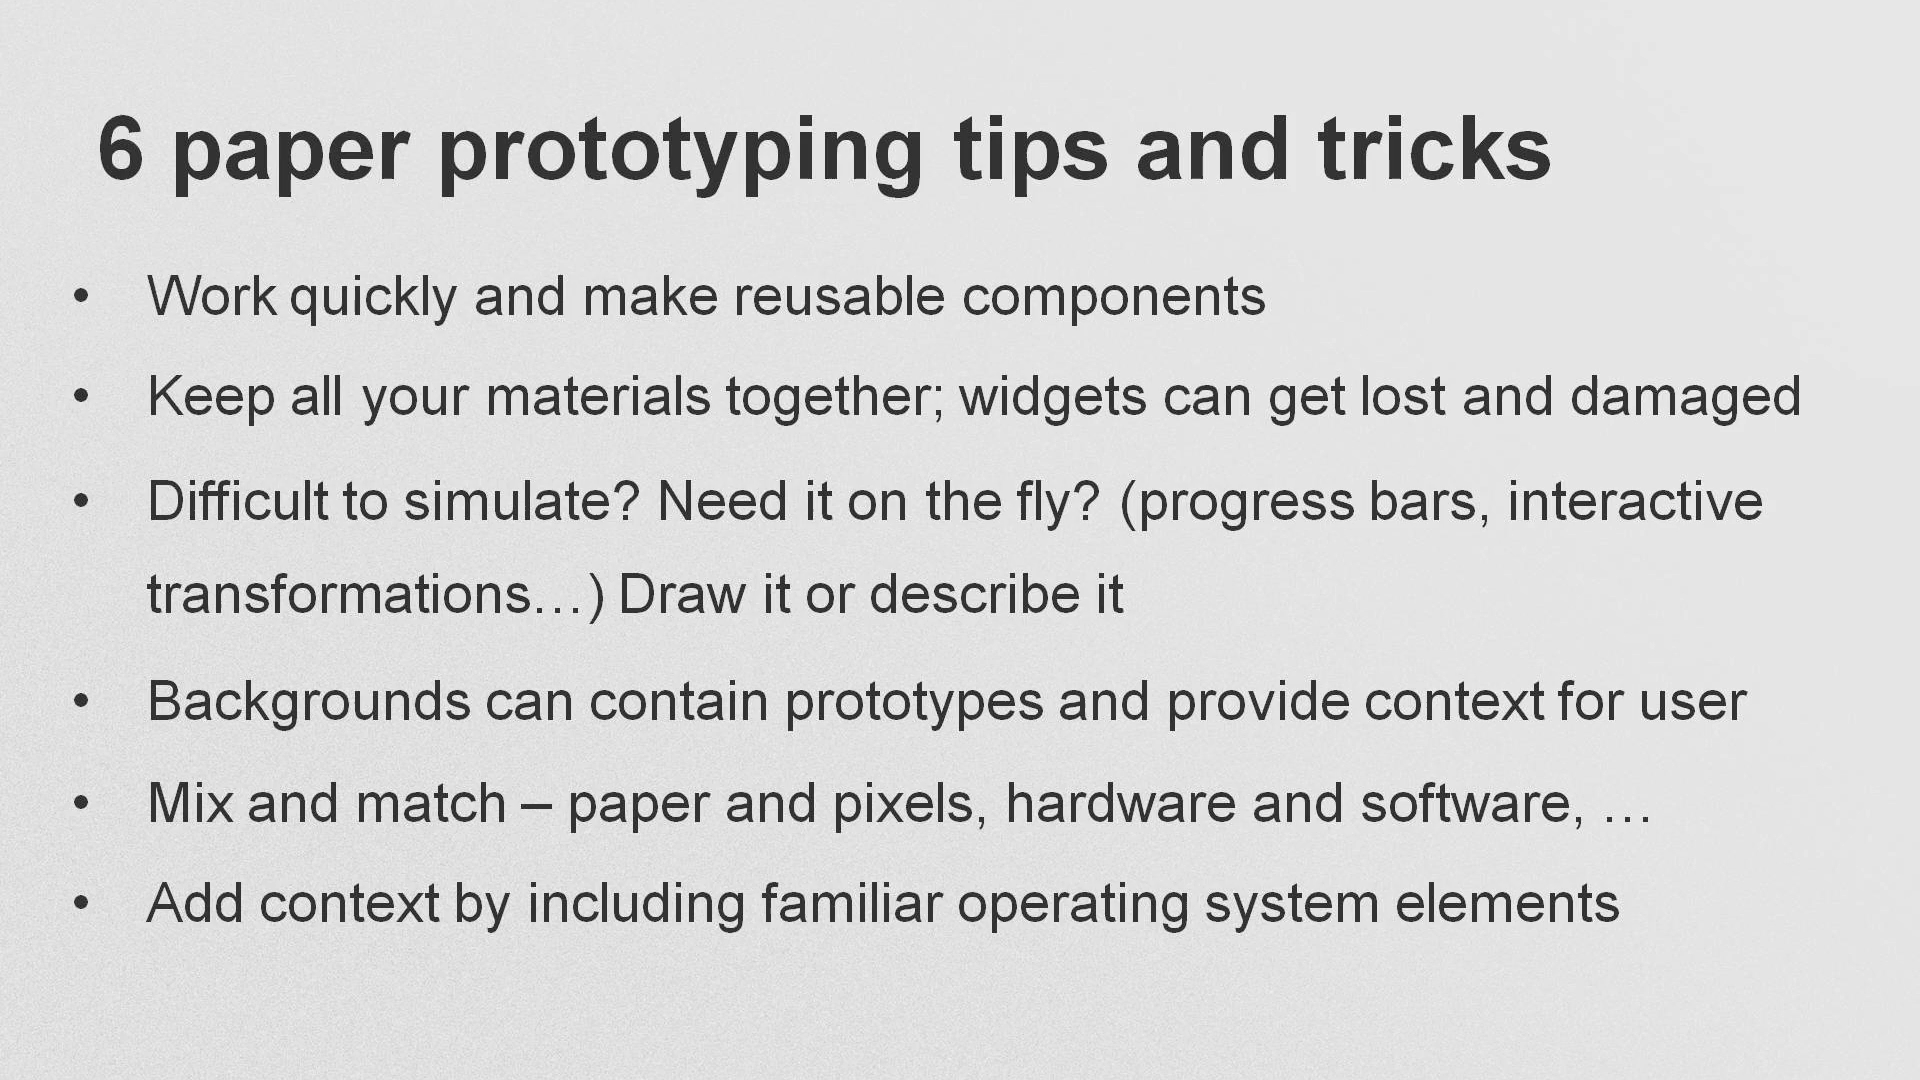 6 paper prototyping tips and tricks
• Work quickly and make reusable components
• Keep all your materials together; widgets can get lost and damaged
• Difficult to simulate? Need it on the fly? (progress bars, interactive
transformations…) Draw it or describe it
• Backgrounds can contain prototypes and provide context for user
• Mix and match – paper and pixels, hardware and software, …
• Add context by including familiar operating system elements